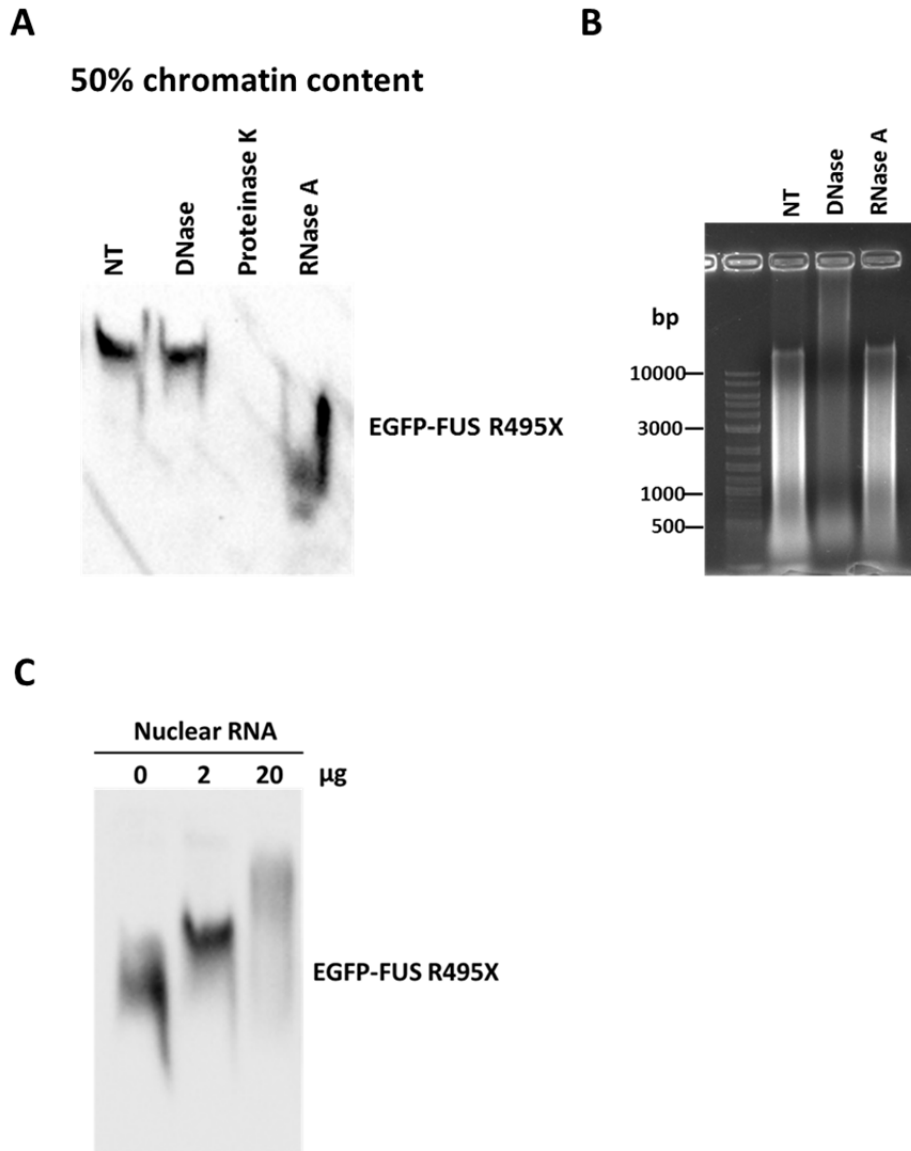 A
50% chromatin content
NT
DNase
Proteinase K
RNase A
EGFP-FUS R495X
B
NT
DNase
RNase A
bp
10000
3000
1000
500
C
Nuclear RNA
0 2 20 µg
EGFP-FUS R495X